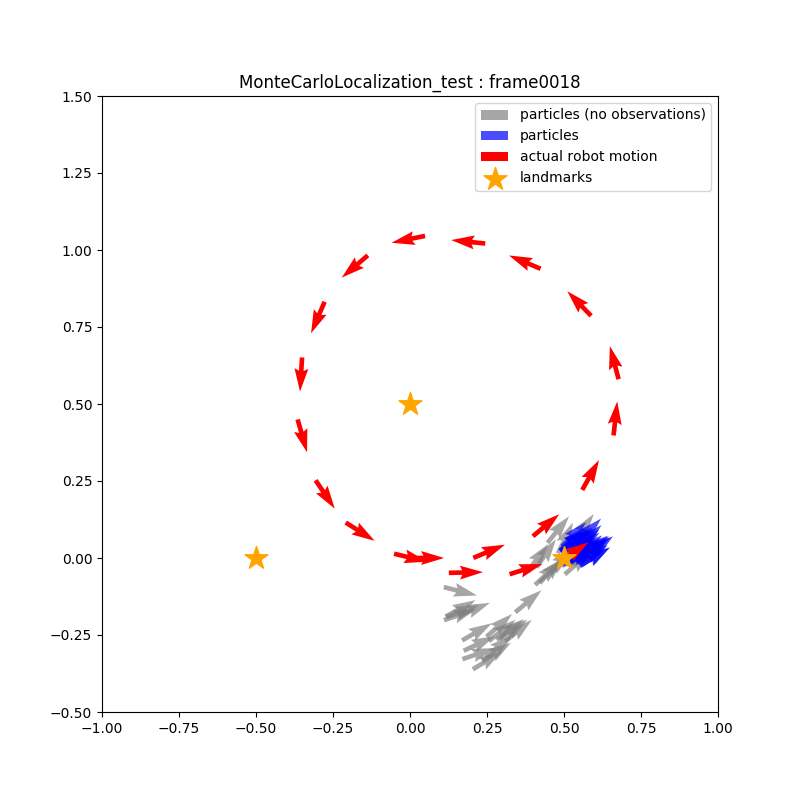 MonteCarloLocalization_test : frame0018
particles (no observations)
particles
actual robot motion
landmarks
1.50
1.25
1.00
0.75
0.50
0.25
0.00
−0.25
−0.50
−1.00 −0.75 −0.50 −0.25 0.00 0.25 0.50 0.75 1.00